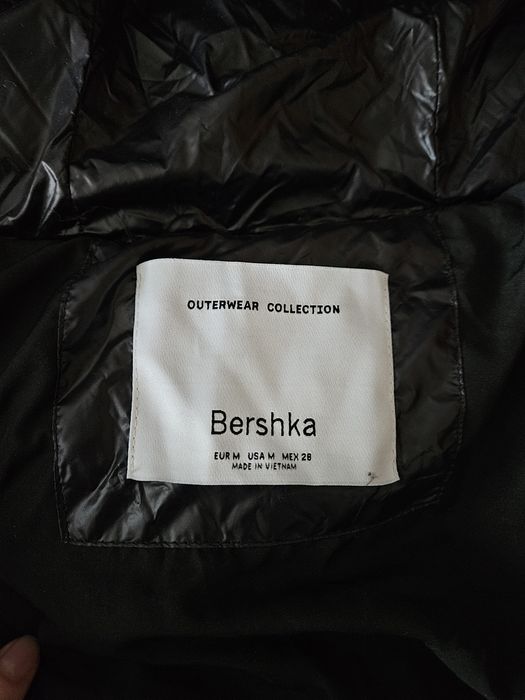 OUTERWEAR COLLECTION
Bershka
EUR M USA M MEX 28
MADE IN VIETNAM